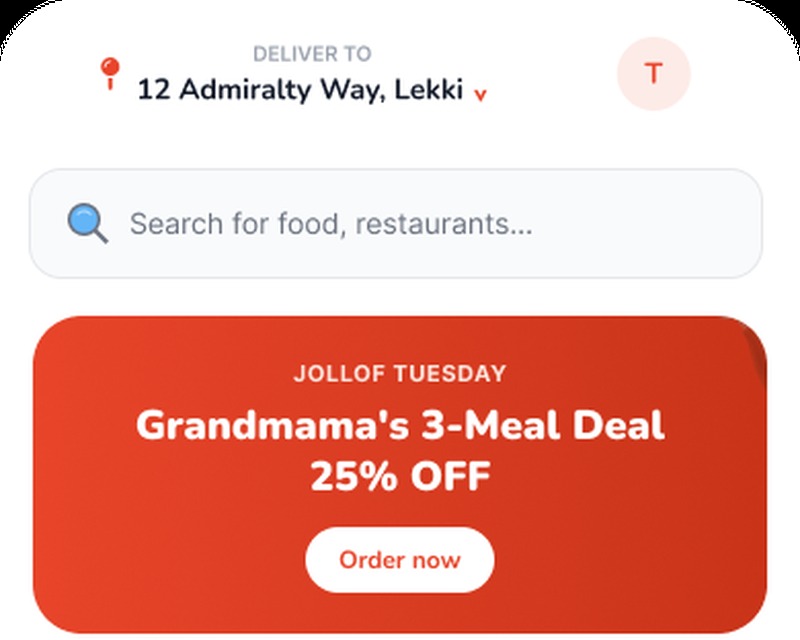 DELIVER TO
12 Admiralty Way, Lekki v
T
Search for food, restaurants...
JOLLOF TUESDAY
Grandmama's 3-Meal Deal
25% OFF
Order now